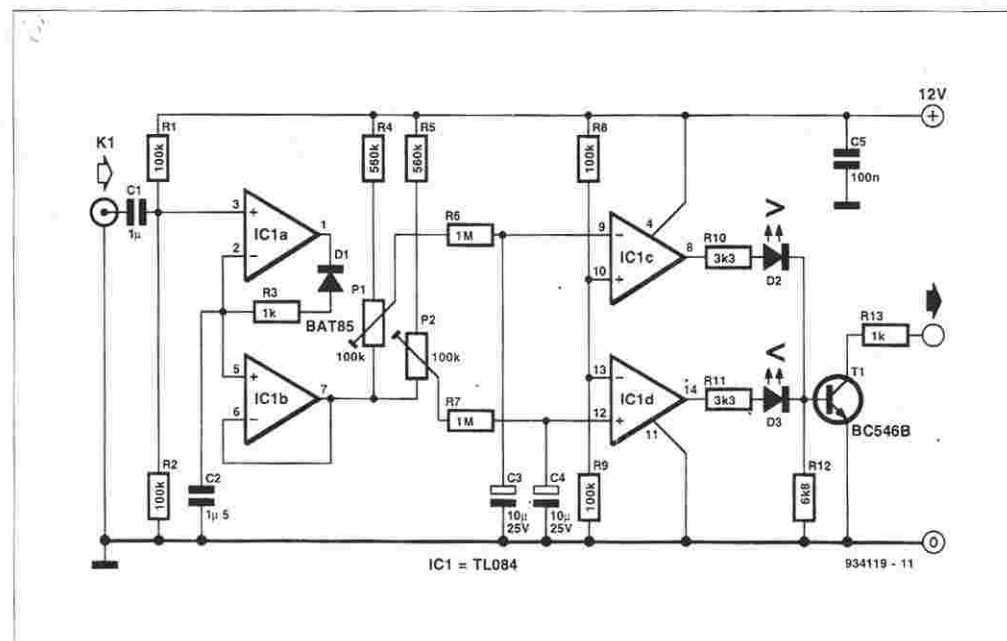 12V
K1
R1
100k
C1
1µ
R4
560k
R5
560k
R8
100k
C5
100n
3
2
1
IC1a
D1
BAT85
R3
1k
R6
1M
P1
100k
P2
100k
9
10
4
8
IC1c
R10
3k3
D2
5
6
7
IC1b
R7
1M
13
12
14
11
IC1d
R11
3k3
D3
R13
1k
T1
BC546B
R2
100k
C2
1µ5
C3
10µ
25V
C4
10µ
25V
R9
100k
R12
6k8
0
IC1 = TL084
934119 - 11